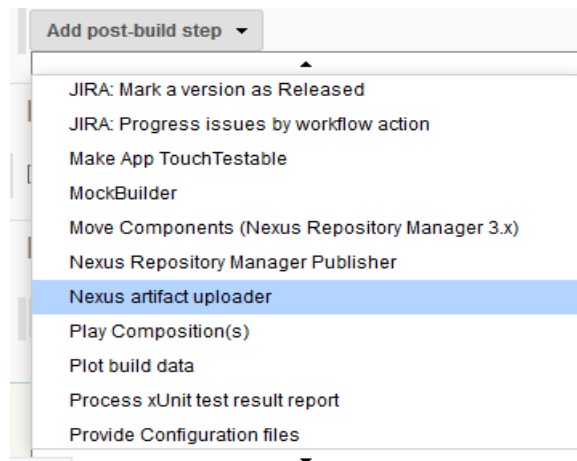 Add post-build step
JIRA: Mark a version as Released
JIRA: Progress issues by workflow action
Make App TouchTestable
MockBuilder
Move Components (Nexus Repository Manager 3.x)
Nexus Repository Manager Publisher
Nexus artifact uploader
Play Composition(s)
Plot build data
Process xUnit test result report
Provide Configuration files